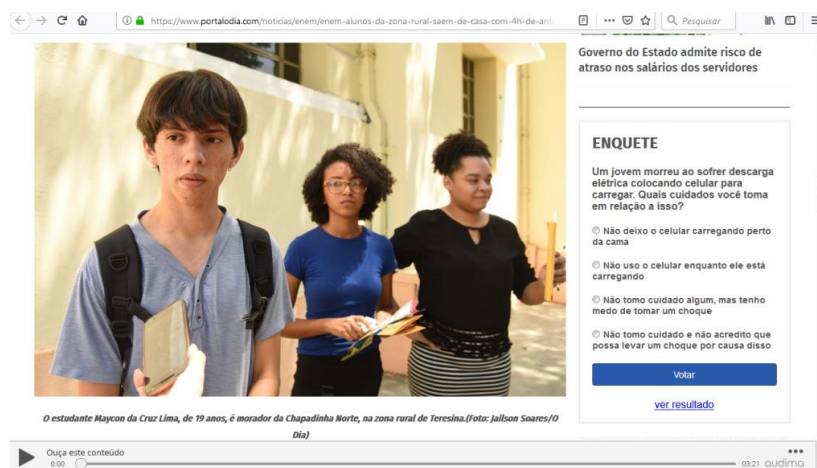 https://www.portalodia.com/noticias/enem/enem-alunos-da-zona-rural-saem-de-casa-com-4h-de-ante
Pesquisar
Governo do Estado admite risco de
atraso nos salários dos servidores
ENQUETE
Um jovem morreu ao sofrer descarga
elétrica colocando celular para
carregar. Quais cuidados você toma
em relação a isso?
Não deixo o celular carregando perto
da cama
Não uso o celular enquanto ele está
carregando
Não tomo cuidado algum, mas tenho
medo de tomar um choque
Não tomo cuidado e não acredito que
possa levar um choque por causa disso
Votar
ver resultado
O estudante Maycon da Cruz Lima, de 19 anos, é morador da Chapadinha Norte, na zona rural de Teresina.(Foto: Jailson Soares/O
Dia)
Ouça este conteúdo
0:00
03:21 audima